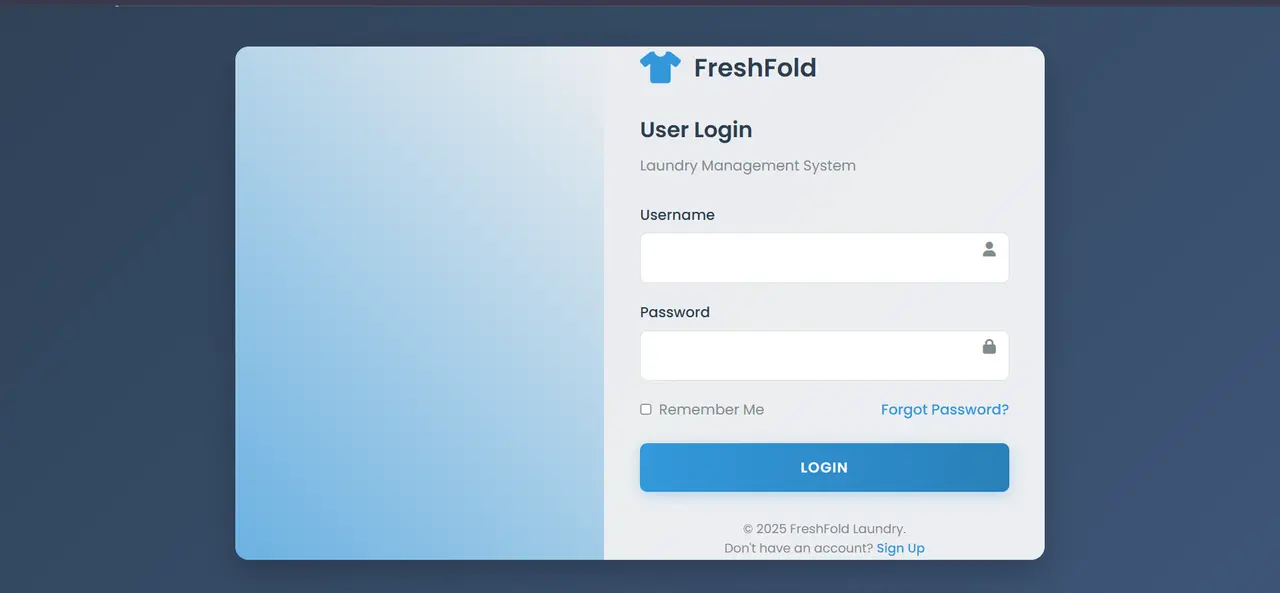 FreshFold
User Login
Laundry Management System
Username
Password
Remember Me Forgot Password?
LOGIN
© 2025 FreshFold Laundry.
Don't have an account? Sign Up